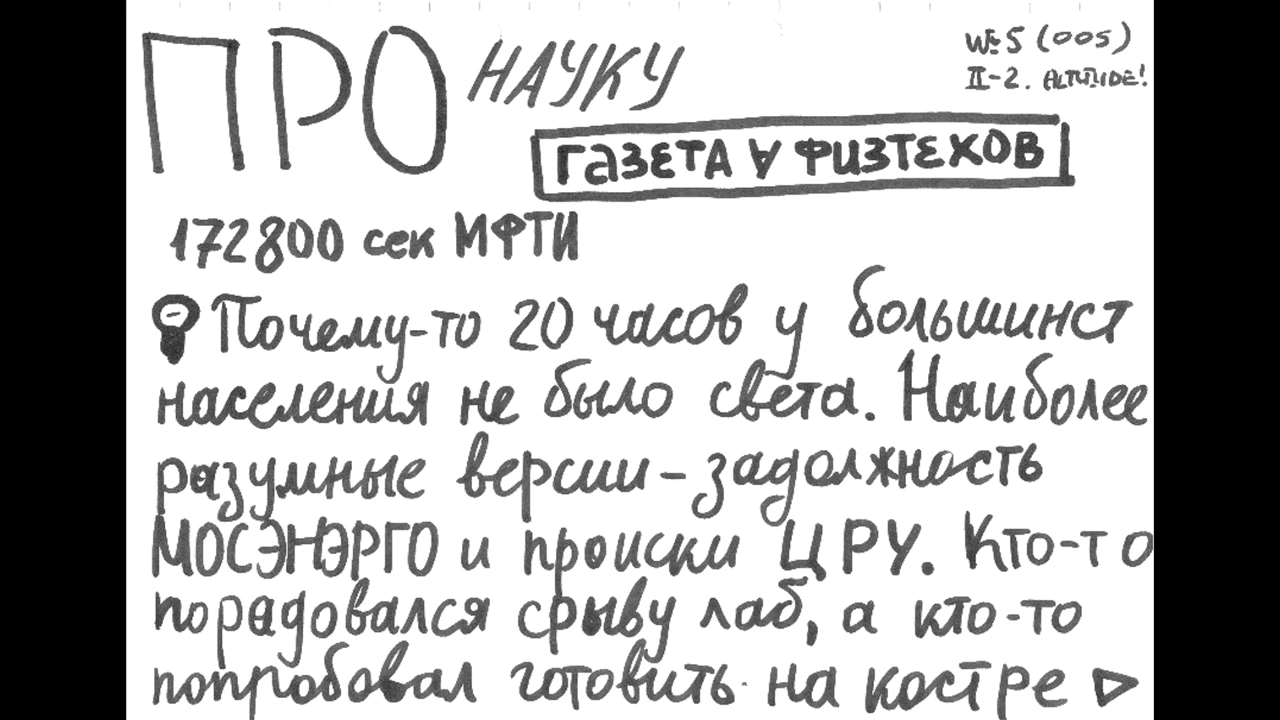 ПРО НАУКУ
№5 (005)
II-2. ALTITUDE!
ГАЗЕТА ∀ ФИЗТЕХОВ
172800 сек МФТИ
Почему-то 20 часов у большинст
населения не было света. Наиболее
разумные версии - задолжность
МОСЭНЭРГО и происки ЦРУ. Кто-то
порадовался срыву лаб, а кто-то
попробовал готовить на костре ▷